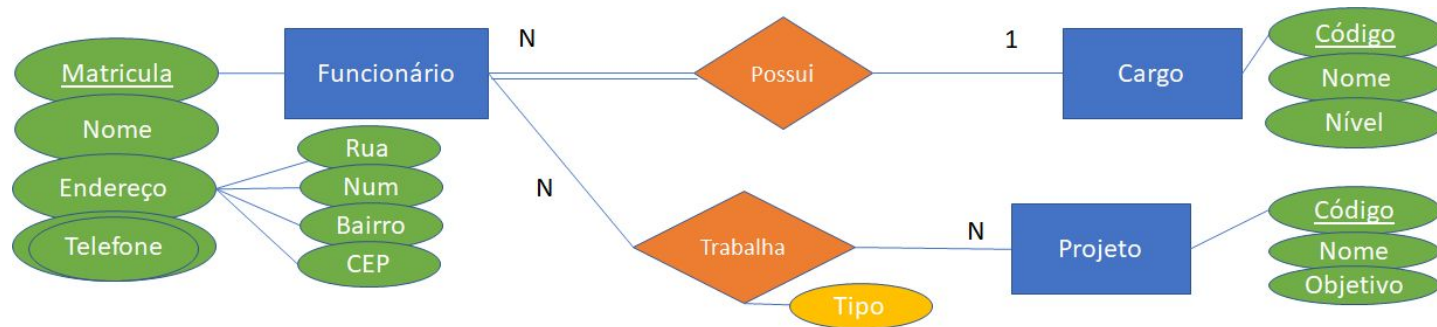 Matricula
Nome
Endereço
Telefone
Funcionário
Rua
Num
Bairro
CEP
N
Possui
1
Cargo
Código
Nome
Nível
N
Trabalha
Tipo
N
Projeto
Código
Nome
Objetivo